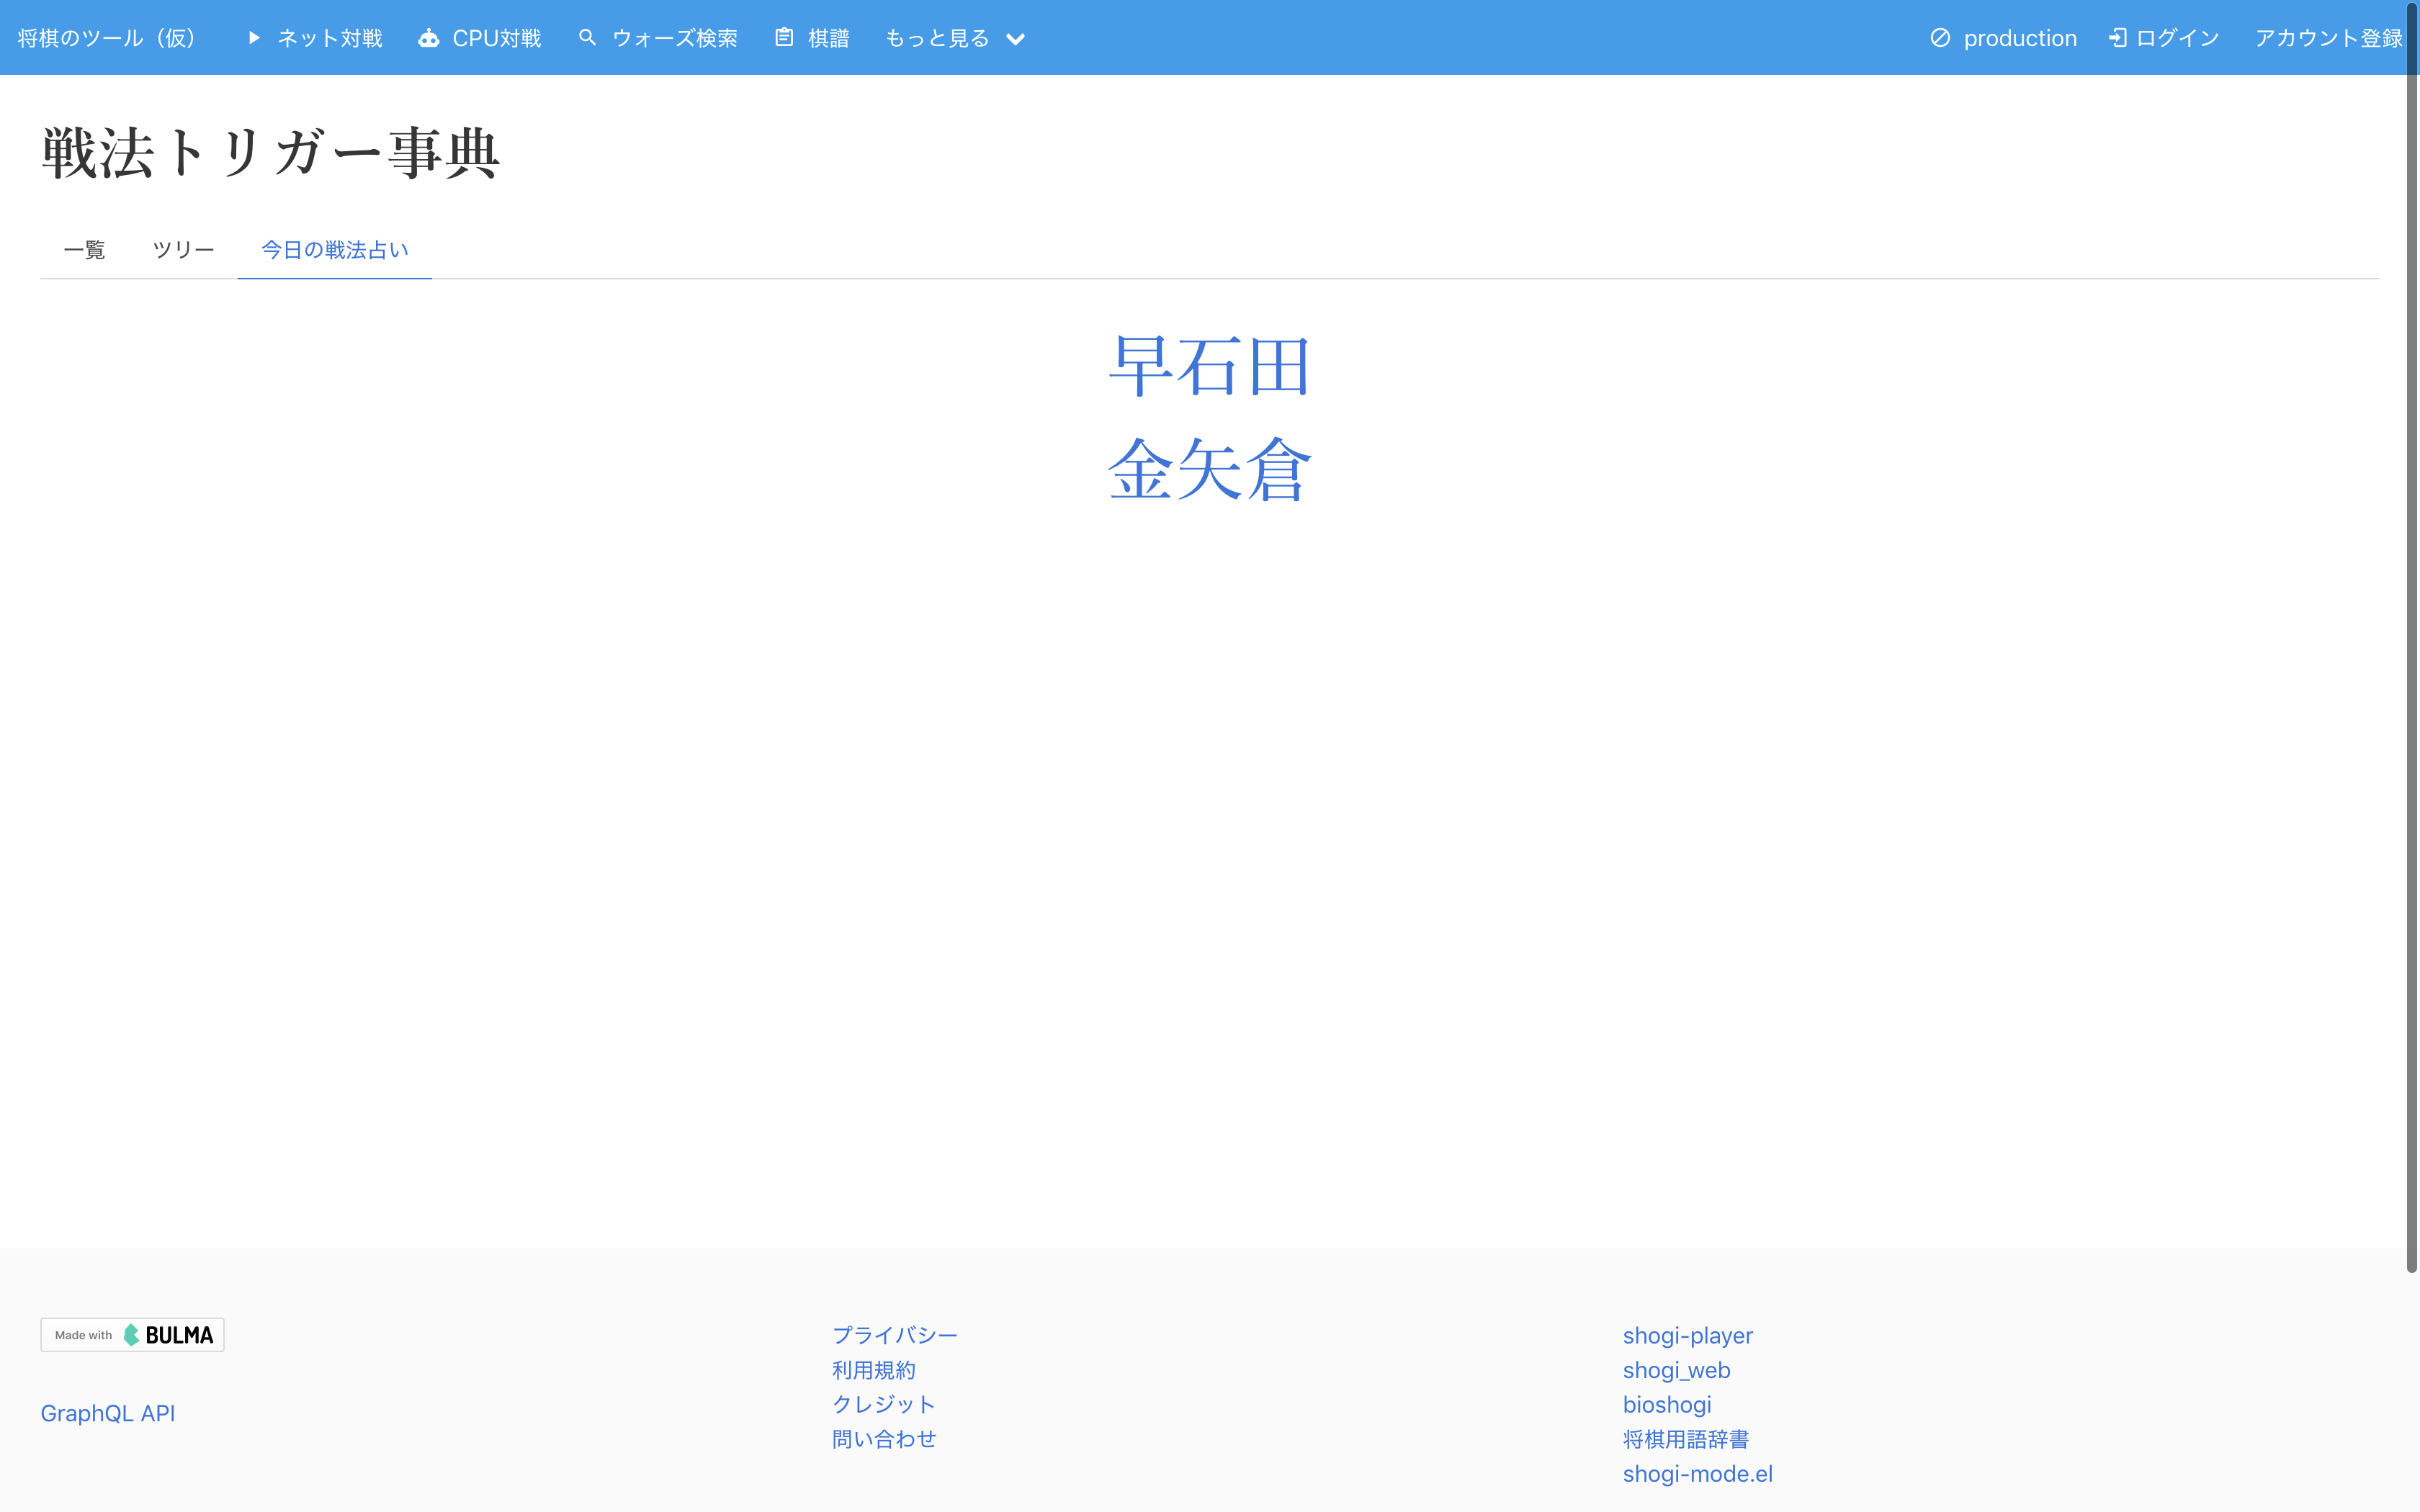 将棋のツール（仮） ネット対戦 CPU対戦 ウォーズ検索 棋譜 もっと見る production ログイン アカウント登録
戦法トリガー事典
一覧 ツリー 今日の戦法占い
早石田
金矢倉
Made with BULMA
GraphQL API
プライバシー
利用規約
クレジット
問い合わせ
shogi-player
shogi_web
bioshogi
将棋用語辞書
shogi-mode.el